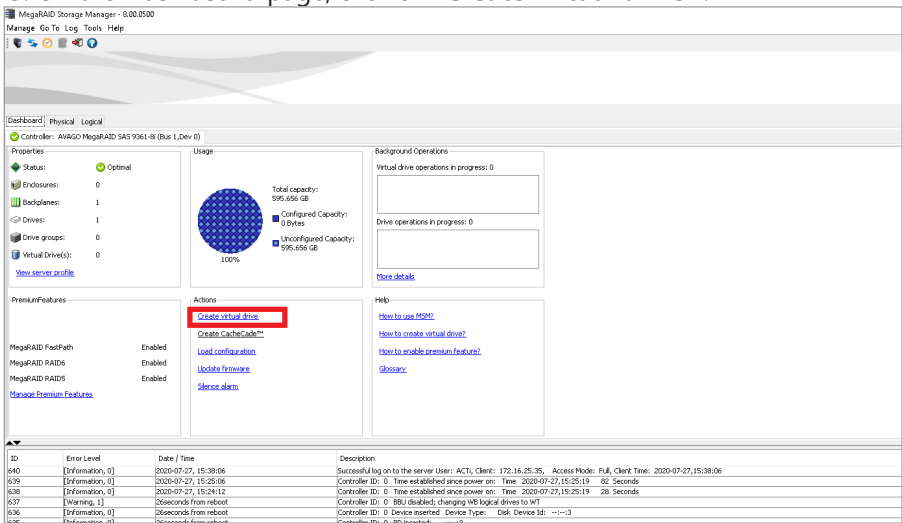 MegaRAID Storage Manager - 8.00.0500
Manage Go To Log Tools Help
Dashboard Physical Logical
Controller: AVAGO MegaRAID SAS 9361-8i (Bus 1,Dev 0)
Properties
Status: Optimal
Enclosures: 0
Backplanes: 1
Drives: 1
Drive groups: 0
Virtual Drive(s): 0
View server profile
Usage
Total capacity:
595.656 GB
Configured Capacity:
0 Bytes
Unconfigured Capacity:
595.656 GB
100%
Background Operations
Virtual drive operations in progress: 0
Drive operations in progress: 0
More details
PremiumFeatures
MegaRAID FastPath Enabled
MegaRAID RAID6 Enabled
MegaRAID RAID5 Enabled
Manage Premium Features
Actions
Create virtual drive
Create CacheCade™
Load configuration
Update firmware
Silence alarm
Help
How to use MSM?
How to create virtual drive?
How to enable premium feature?
Glossary
ID Error Level Date / Time Description
640 [Information, 0] 2020-07-27, 15:38:06 Successful log on to the server User: ACTi, Client: 172.16.25.35, Access Mode: Full, Client Time: 2020-07-27,15:38:06
639 [Information, 0] 2020-07-27, 15:25:06 Controller ID: 0 Time established since power on: Time 2020-07-27,15:25:19 82 Seconds
638 [Information, 0] 2020-07-27, 15:24:12 Controller ID: 0 Time established since power on: Time 2020-07-27,15:25:19 28 Seconds
637 [Warning, 1] 26seconds from reboot Controller ID: 0 BBU disabled; changing WB logical drives to WT
636 [Information, 0] 26seconds from reboot Controller ID: 0 Device inserted Device Type: Disk Device Id: --:--:3